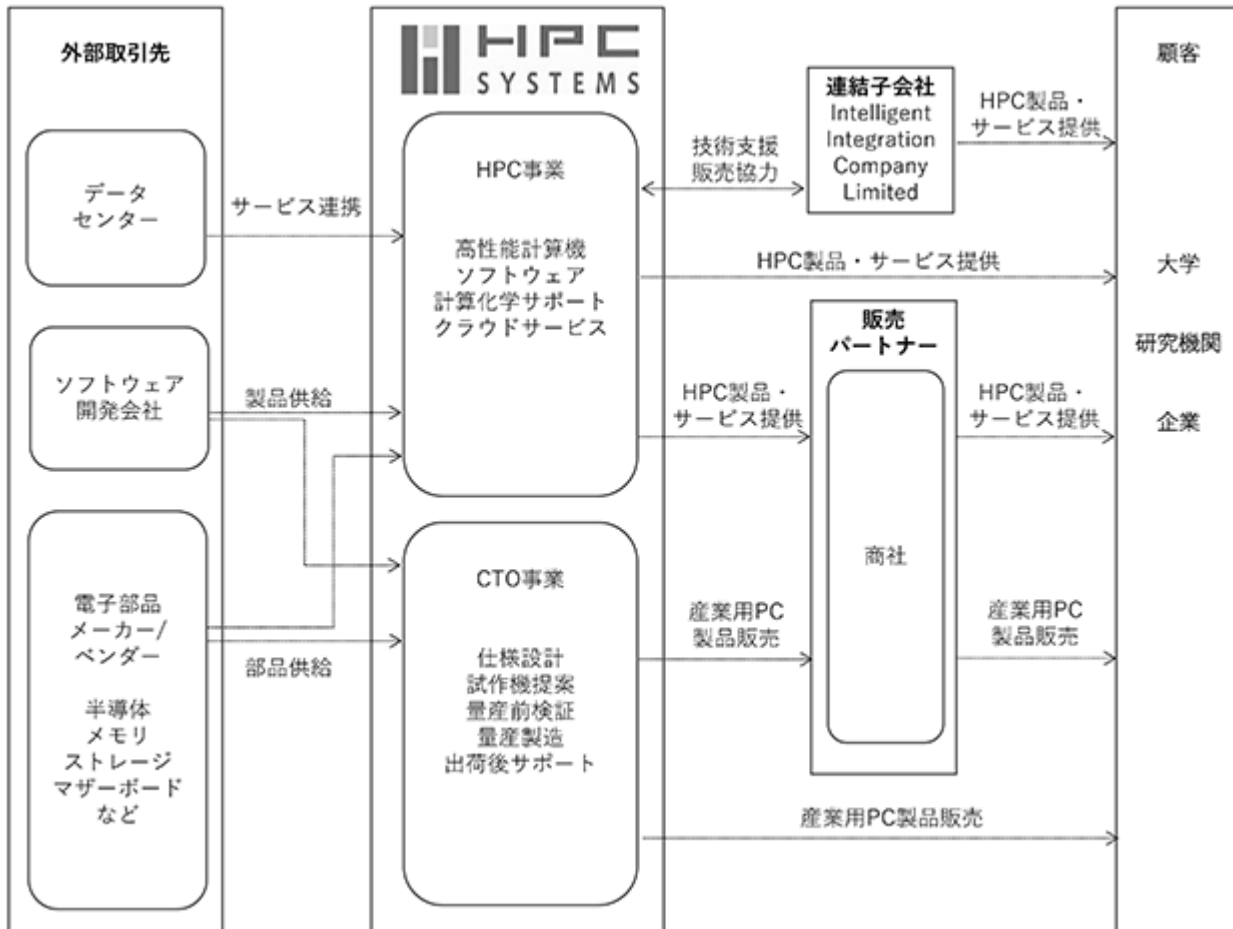 外部取引先
データ
センター
ソフトウェア
開発会社
電子部品
メーカー/
ベンダー
半導体
メモリ
ストレージ
マザーボード
など
サービス連携
製品供給
部品供給
HPC
SYSTEMS
HPC事業
高性能計算機
ソフトウェア
計算化学サポート
クラウドサービス
CTO事業
仕様設計
試作機提案
量産前検証
量産製造
出荷後サポート
技術支援
販売協力
連結子会社
Intelligent
Integration
Company
Limited
HPC製品・
サービス提供
HPC製品・サービス提供
販売
パートナー
商社
HPC製品・
サービス提供
HPC製品・
サービス提供
産業用PC
製品販売
産業用PC
製品販売
産業用PC製品販売
顧客
大学
研究機関
企業